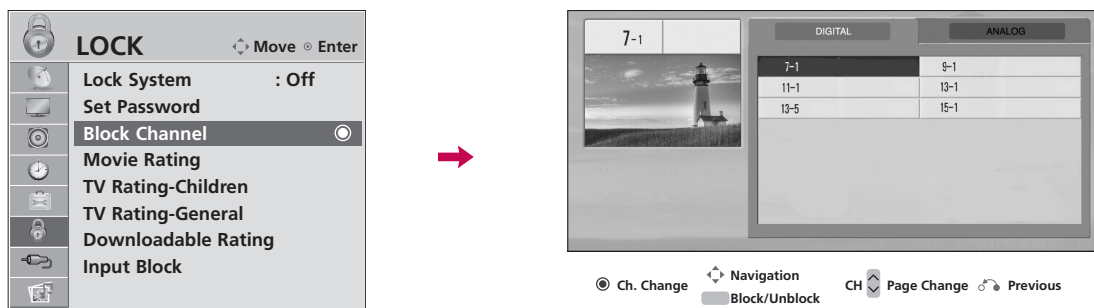 LOCK
Move Enter
Lock System : Off
Set Password
Block Channel
Movie Rating
TV Rating-Children
TV Rating-General
Downloadable Rating
Input Block
7-1
DIGITAL ANALOG
7-1 9-1
11-1 13-1
13-5 15-1
Ch. Change
Navigation
Block/Unblock
CH Page Change Previous